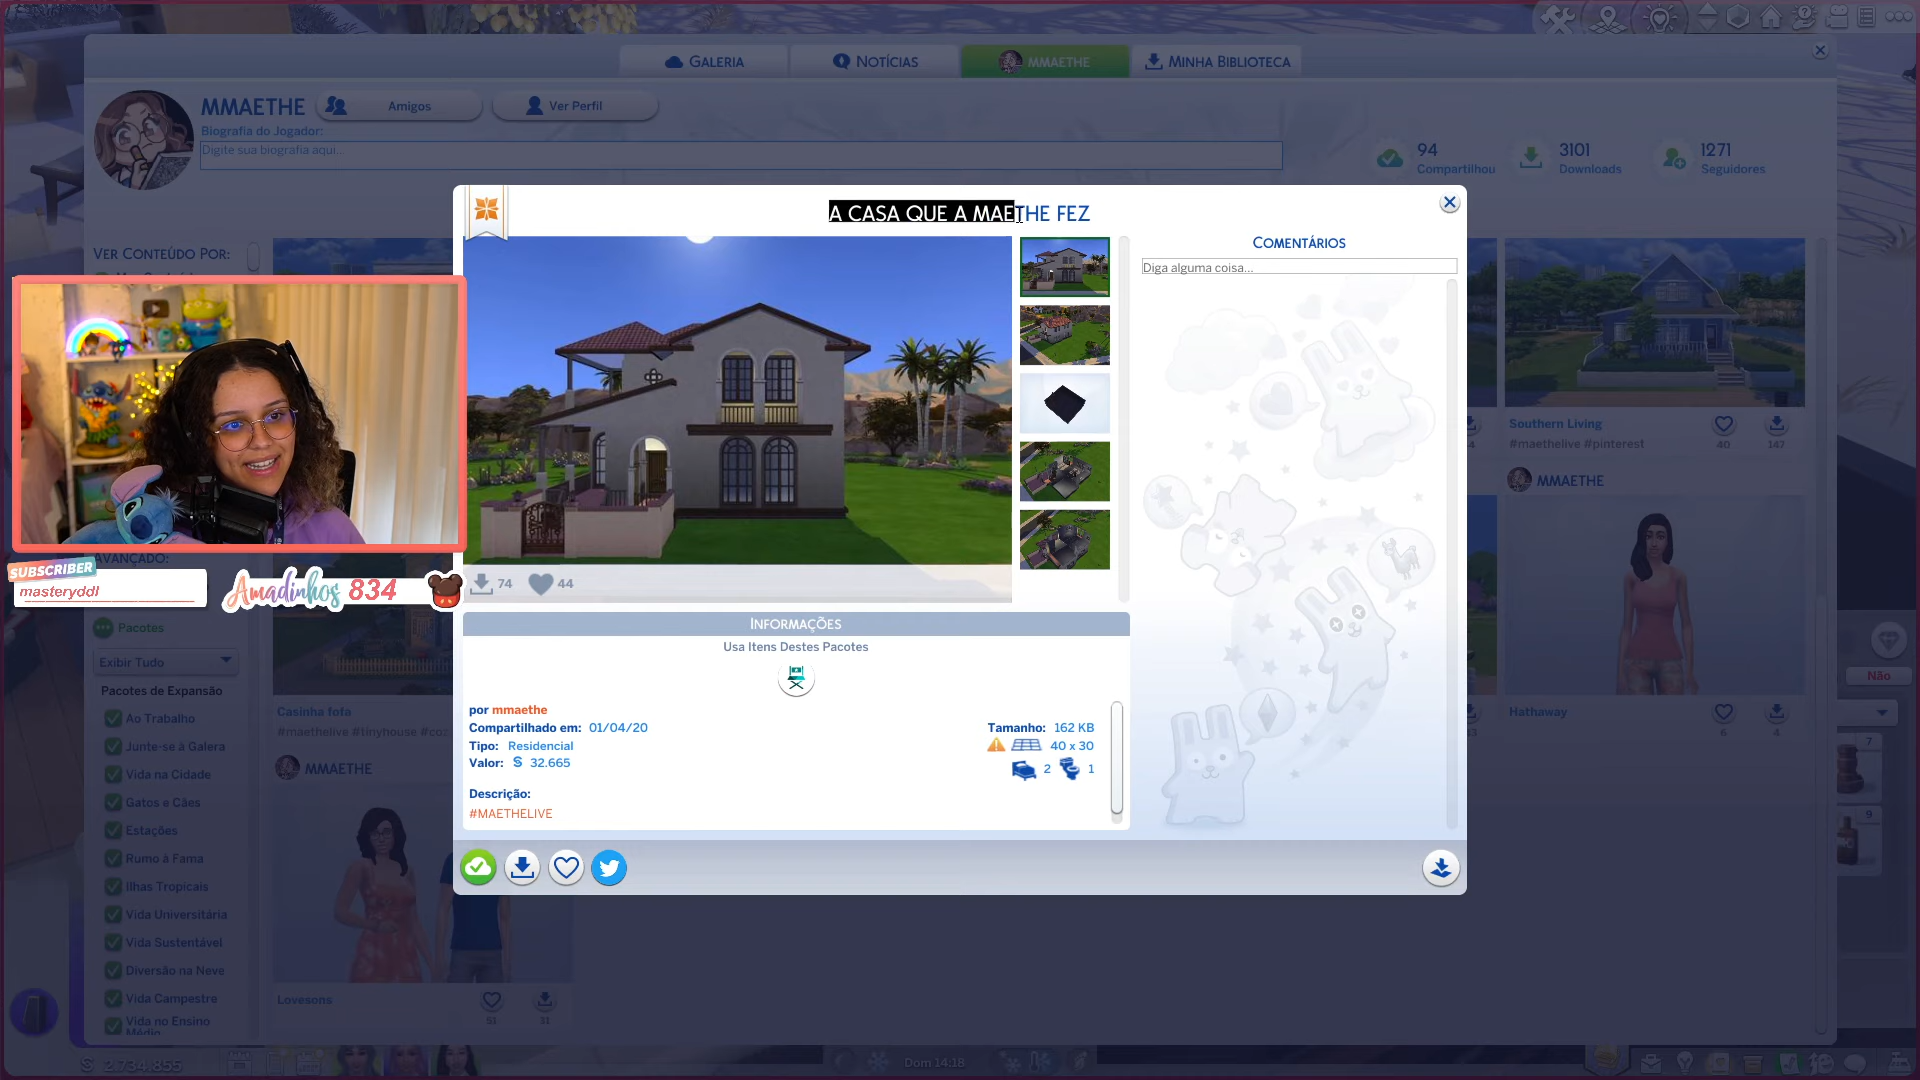 GALERIA
NOTÍCIAS
MMAETHE
MINHA BIBLIOTECA
MMAETHE
Amigos
Ver Perfil
Biografia do Jogador:
Digite sua biografia aqui...
94
Compartilhou
3101
Downloads
1271
Seguidores
VER CONTEÚDO POR:
A CASA QUE A MAETHE FEZ
COMENTÁRIOS
Diga alguma coisa...
74
44
INFORMAÇÕES
Usa Itens Destes Pacotes
por mmaethe
Compartilhado em: 01/04/20
Tipo: Residencial
Valor: § 32.665
Tamanho: 162 KB
40 x 30
2
1
Descrição:
#MAETHELIVE
AVANÇADO:
SUBSCRIBER
masteryddl
Amadinhos 834
Pacotes
Exibir Tudo
Pacotes de Expansão
Ao Trabalho
Junte-se à Galera
Vida na Cidade
Gatos e Cães
Estações
Rumo à Fama
Ilhas Tropicais
Vida Universitária
Vida Sustentável
Diversão na Neve
Vida Campestre
Vida no Ensino
Médio
Casinha fofa
#maethelive #tinyhouse
MMAETHE
Lovesons
51
31
Southern Living
#maethelive #pinterest
40
147
MMAETHE
Hathaway
6
4
Não
7
9
§ 2.734.855
Dom 14:18